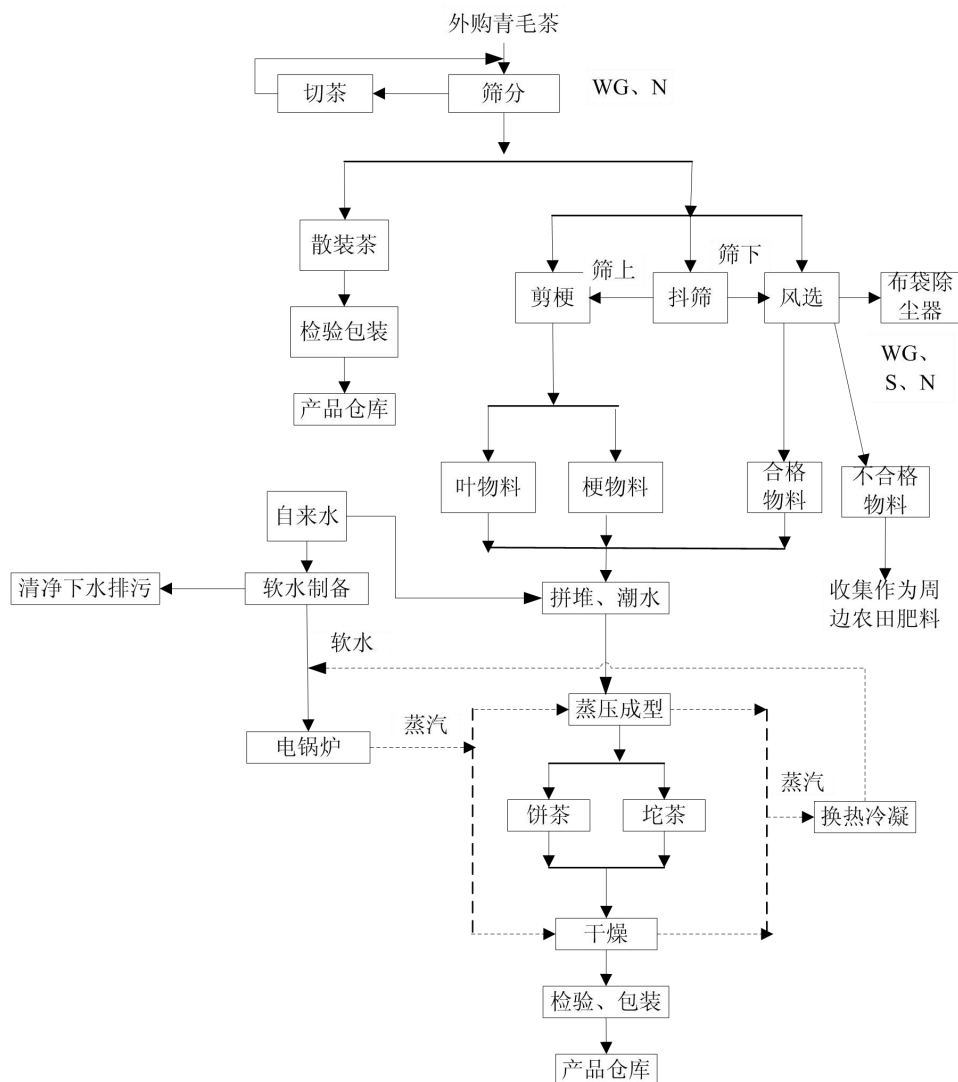 外购青毛茶
切茶
筛分
WG、N
散装茶
筛上
筛下
剪梗
抖筛
风选
布袋除
尘器
检验包装
WG、
S、N
产品仓库
叶物料
梗物料
合格
物料
不合格
物料
自来水
清净下水排污
软水制备
拼堆、潮水
收集作为周
边农田肥料
软水
蒸汽
蒸压成型
电锅炉
蒸汽
饼茶
坨茶
换热冷凝
干燥
检验、包装
产品仓库